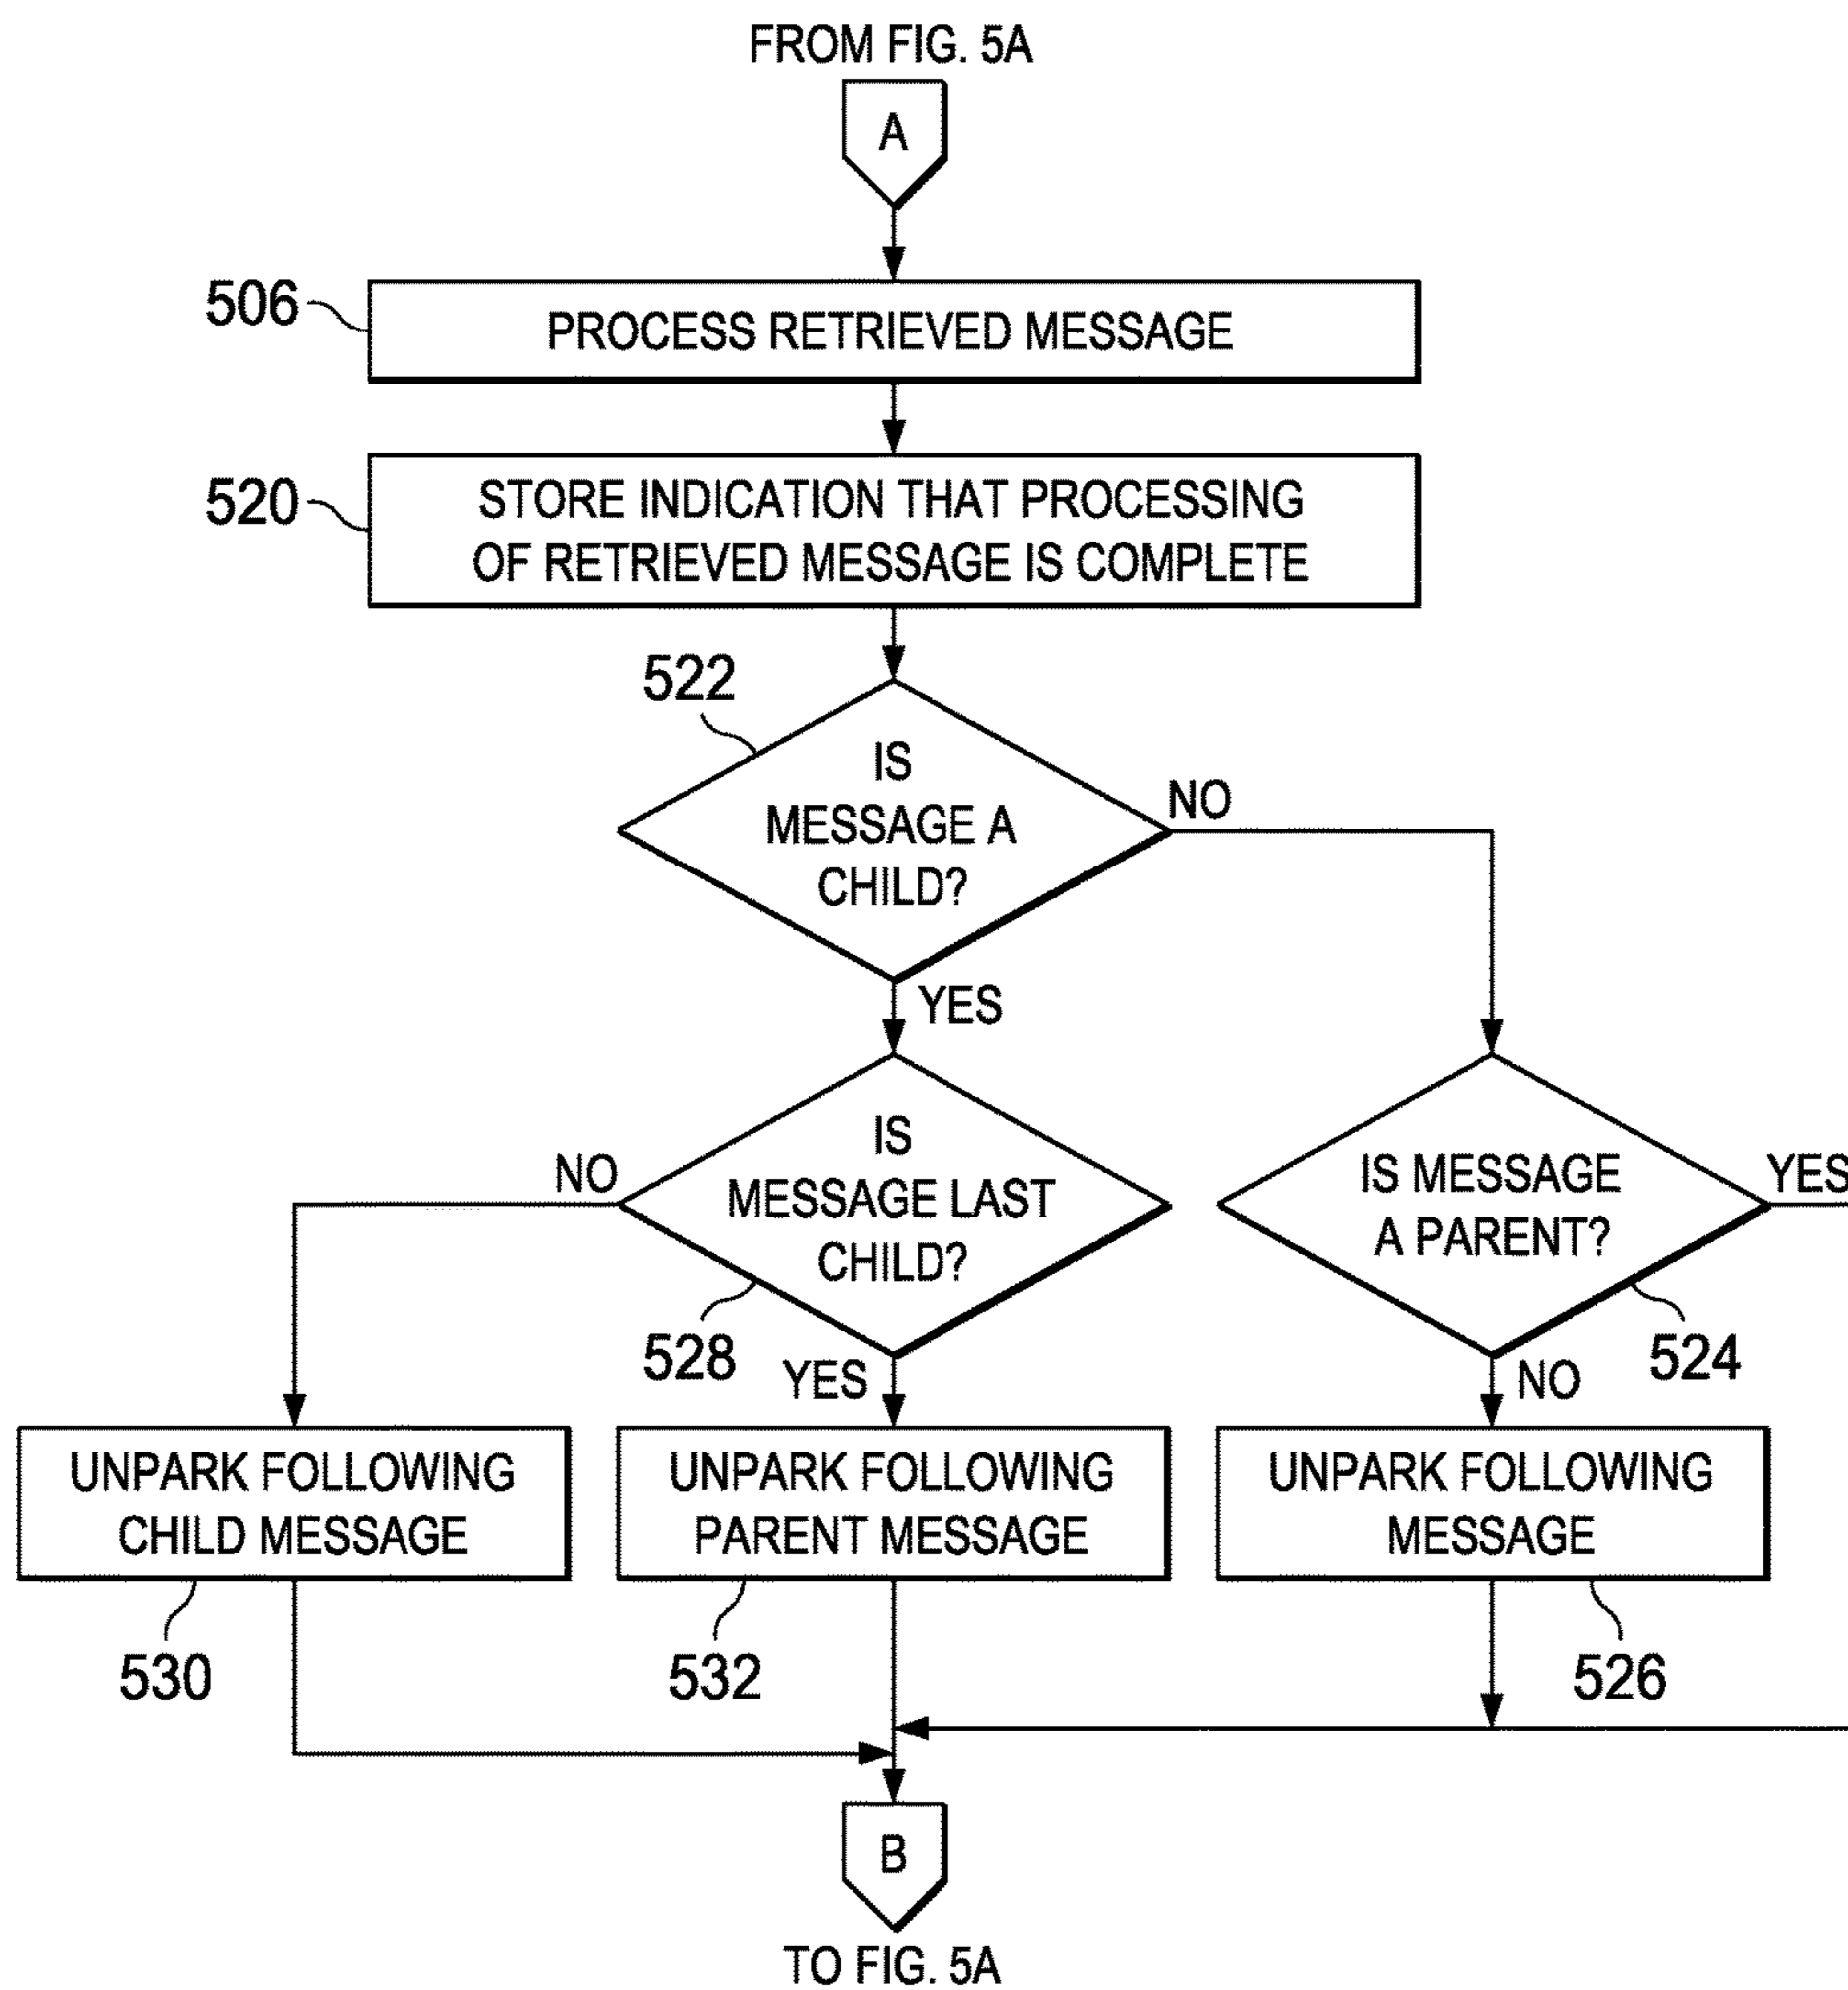 FROM FIG. 5A
A
506
PROCESS RETRIEVED MESSAGE
520
STORE INDICATION THAT PROCESSING
OF RETRIEVED MESSAGE IS COMPLETE
522
IS
MESSAGE A
CHILD?
NO
YES
IS
MESSAGE LAST
CHILD?
NO
528
YES
IS MESSAGE
A PARENT?
YES
524
NO
UNPARK FOLLOWING
CHILD MESSAGE
530
UNPARK FOLLOWING
PARENT MESSAGE
532
UNPARK FOLLOWING
MESSAGE
526
B
TO FIG. 5A